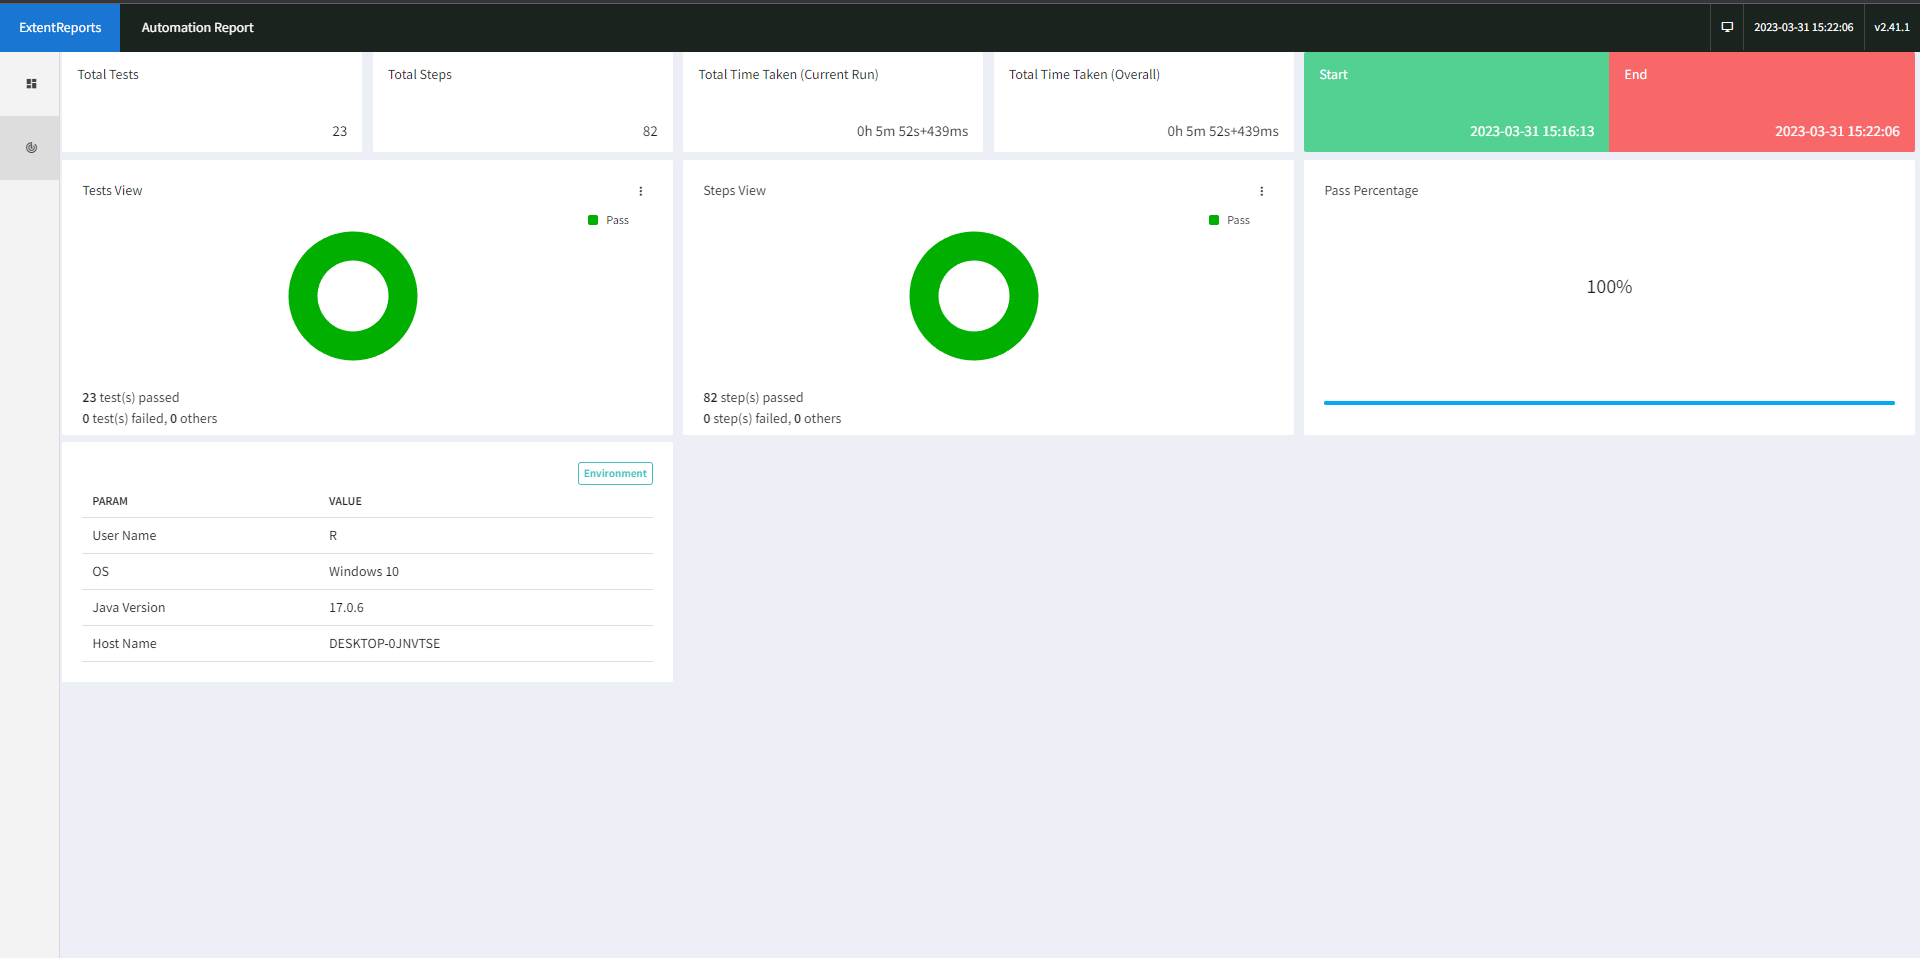 ExtentReports
Automation Report
2023-03-31 15:22:06
v2.41.1
Total Tests
23
Total Steps
82
Total Time Taken (Current Run)
0h 5m 52s+439ms
Total Time Taken (Overall)
0h 5m 52s+439ms
Start
2023-03-31 15:16:13
End
2023-03-31 15:22:06
Tests View
Pass
23 test(s) passed
0 test(s) failed, 0 others
Steps View
Pass
82 step(s) passed
0 step(s) failed, 0 others
Pass Percentage
100%
Environment
PARAM VALUE
User Name R
OS Windows 10
Java Version 17.0.6
Host Name DESKTOP-0JNVTSE